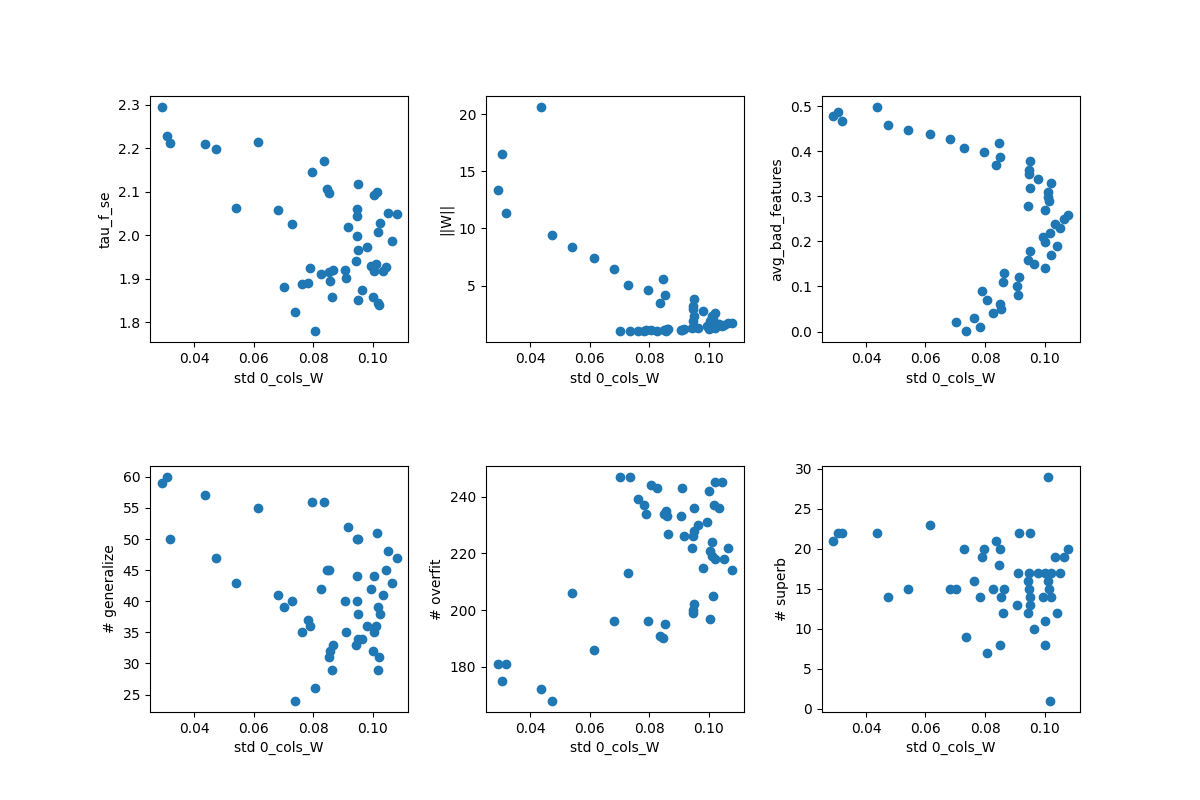 2.3
2.2
2.1
2.0
1.9
1.8
tau_f_se
0.04 0.06 0.08 0.10
std 0_cols_W
20
15
10
5
||W||
0.04 0.06 0.08 0.10
std 0_cols_W
0.5
0.4
0.3
0.2
0.1
0.0
avg_bad_features
0.04 0.06 0.08 0.10
std 0_cols_W
60
55
50
45
40
35
30
25
# generalize
0.04 0.06 0.08 0.10
std 0_cols_W
240
220
200
180
# overfit
0.04 0.06 0.08 0.10
std 0_cols_W
30
25
20
15
10
5
0
# superb
0.04 0.06 0.08 0.10
std 0_cols_W